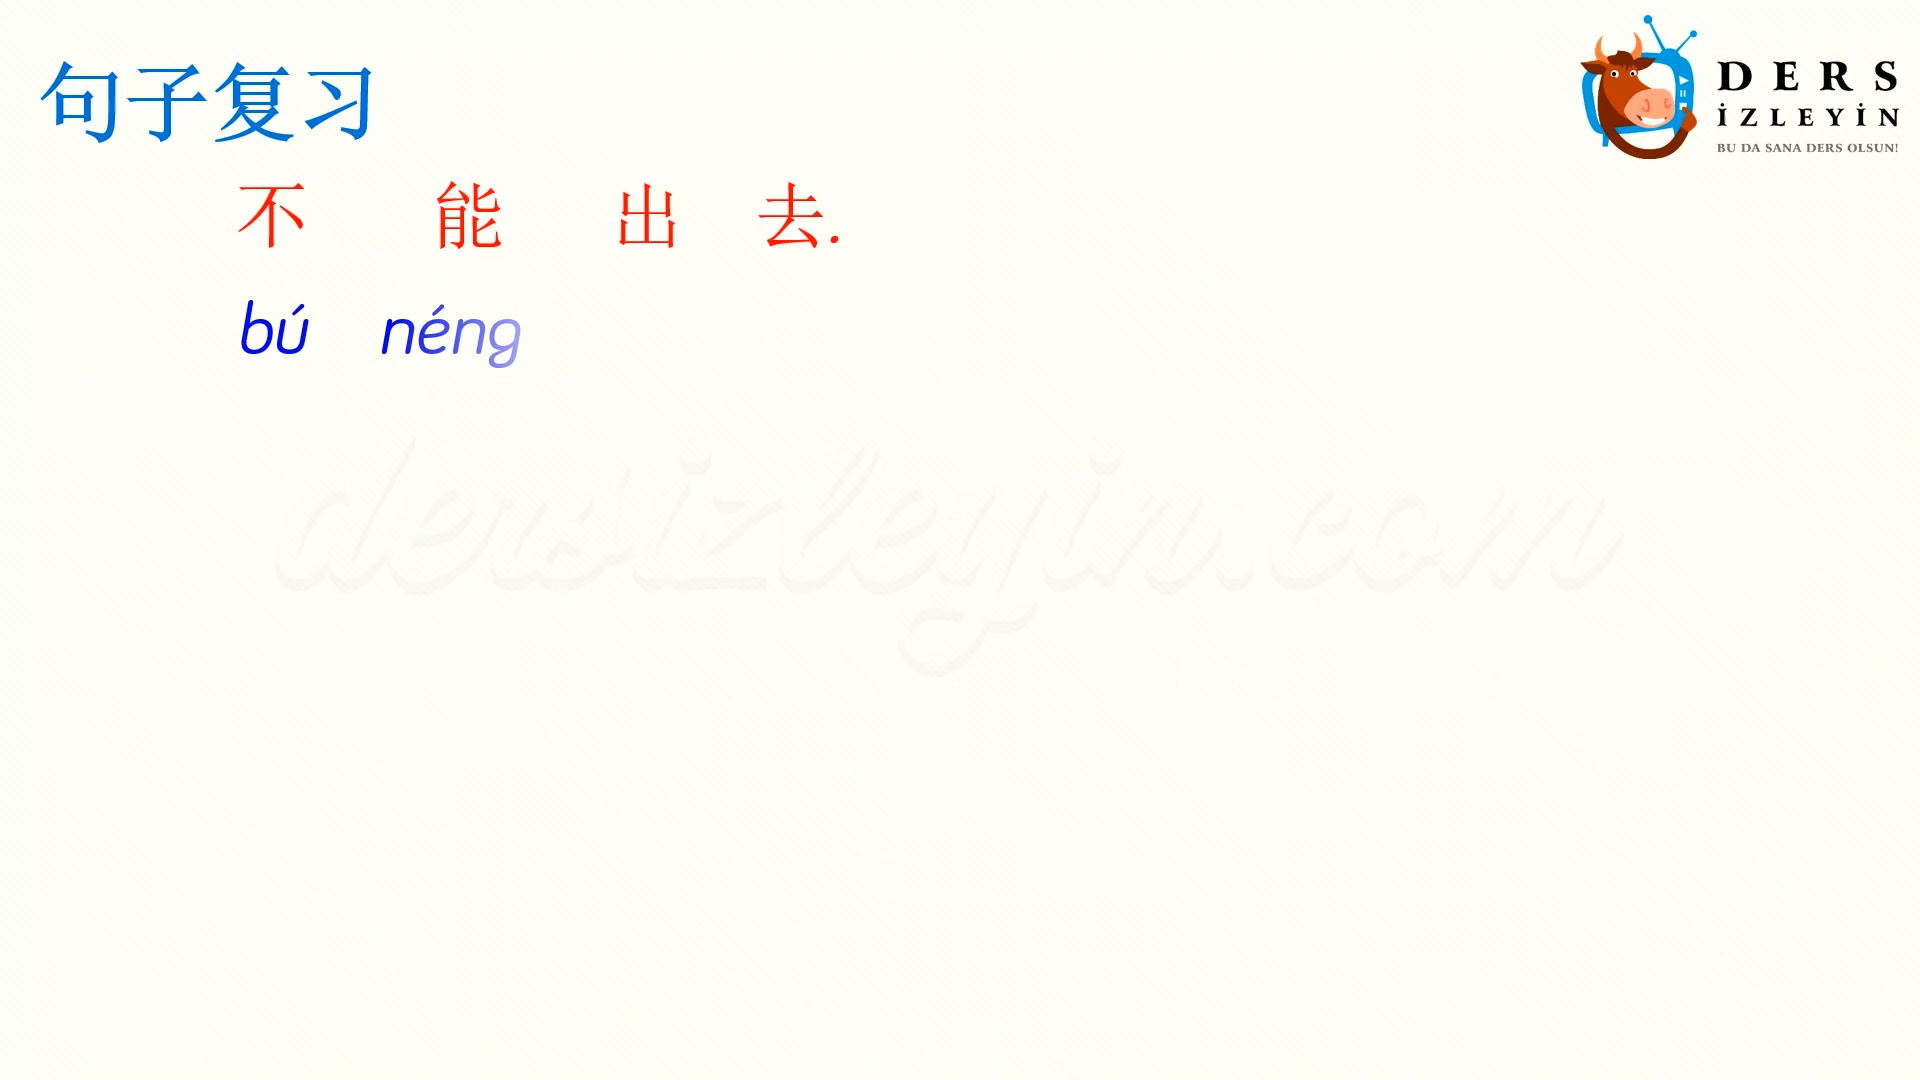 句子复习
DERS
İZLEYİN
BU DA SANA DERS OLSUN!
不 能 出 去.
bú néng
dersizleyin.com